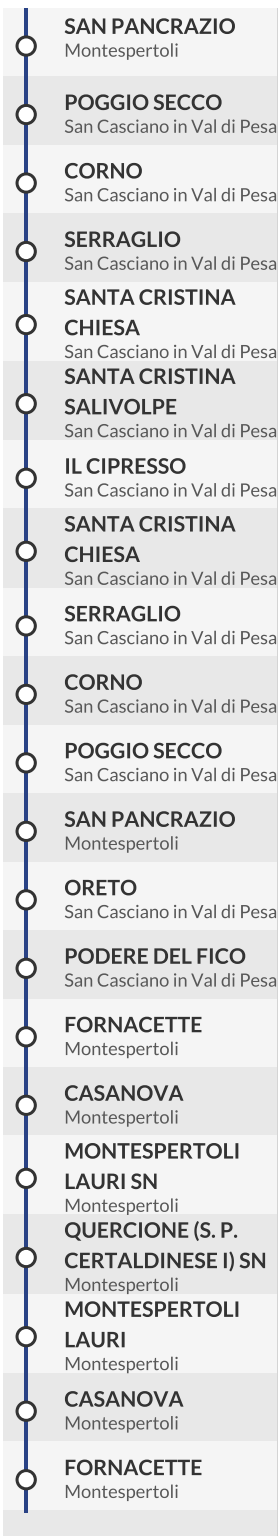 SAN PANCRAZIO
Montespertoli
POGGIO SECCO
San Casciano in Val di Pesa
CORNO
San Casciano in Val di Pesa
SERRAGLIO
San Casciano in Val di Pesa
SANTA CRISTINA
CHIESA
San Casciano in Val di Pesa
SANTA CRISTINA
SALIVOLPE
San Casciano in Val di Pesa
IL CIPRESSO
San Casciano in Val di Pesa
SANTA CRISTINA
CHIESA
San Casciano in Val di Pesa
SERRAGLIO
San Casciano in Val di Pesa
CORNO
San Casciano in Val di Pesa
POGGIO SECCO
San Casciano in Val di Pesa
SAN PANCRAZIO
Montespertoli
ORETO
San Casciano in Val di Pesa
PODERE DEL FICO
San Casciano in Val di Pesa
FORNACETTE
Montespertoli
CASANOVA
Montespertoli
MONTESPERTOLI
LAURI SN
Montespertoli
QUERCIONE (S. P.
CERTALDINESE I) SN
Montespertoli
MONTESPERTOLI
LAURI
Montespertoli
CASANOVA
Montespertoli
FORNACETTE
Montespertoli